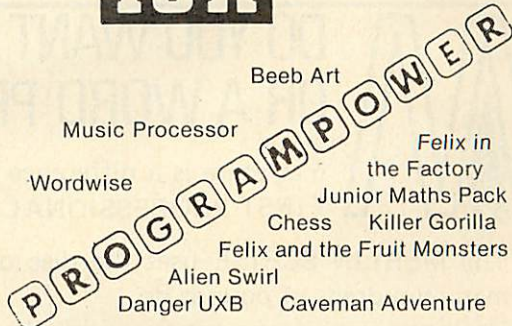 Beeb Art
Music Processor
Wordwise
PROGRAMPOWER
Felix in
the Factory
Junior Maths Pack
Chess Killer Gorilla
Felix and the Fruit Monsters
Alien Swirl
Danger UXB Caveman Adventure